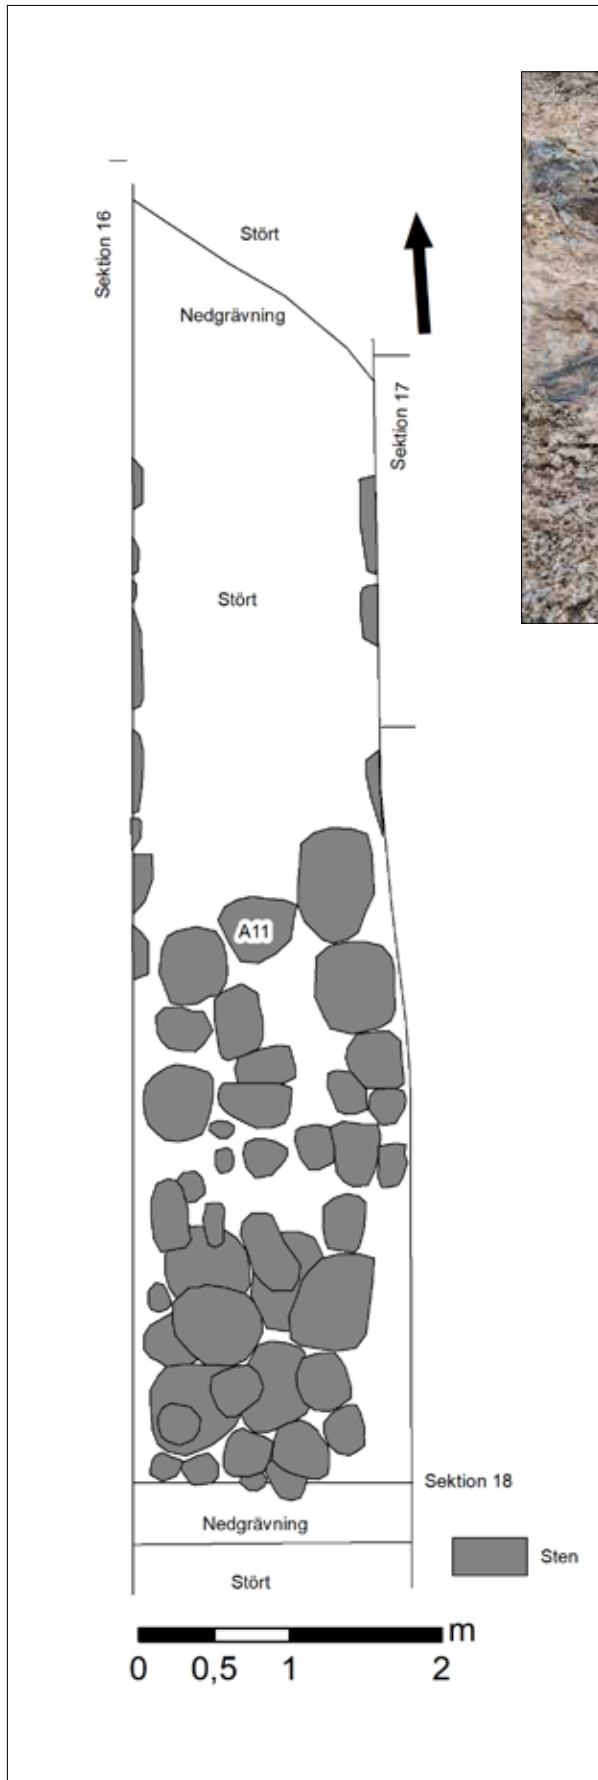 Sektion 16
Stört
Nedgrävning
Sektion 17
Stört
A11
Sektion 18
Nedgrävning
Sten
Stört
m
0 0,5 1 2